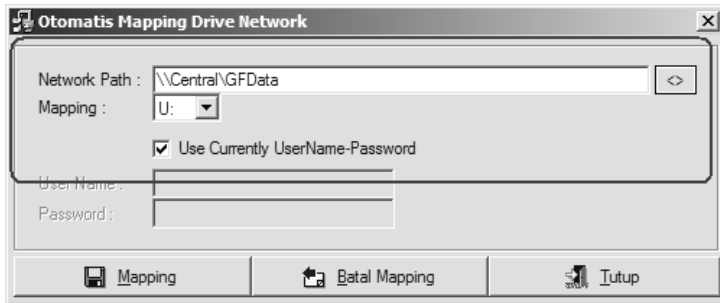 Otomatis Mapping Drive Network
Network Path : \\Central\GFData <>
Mapping : U:
Use Currently UserName-Password
User Name :
Password :
Mapping Batal Mapping Tutup